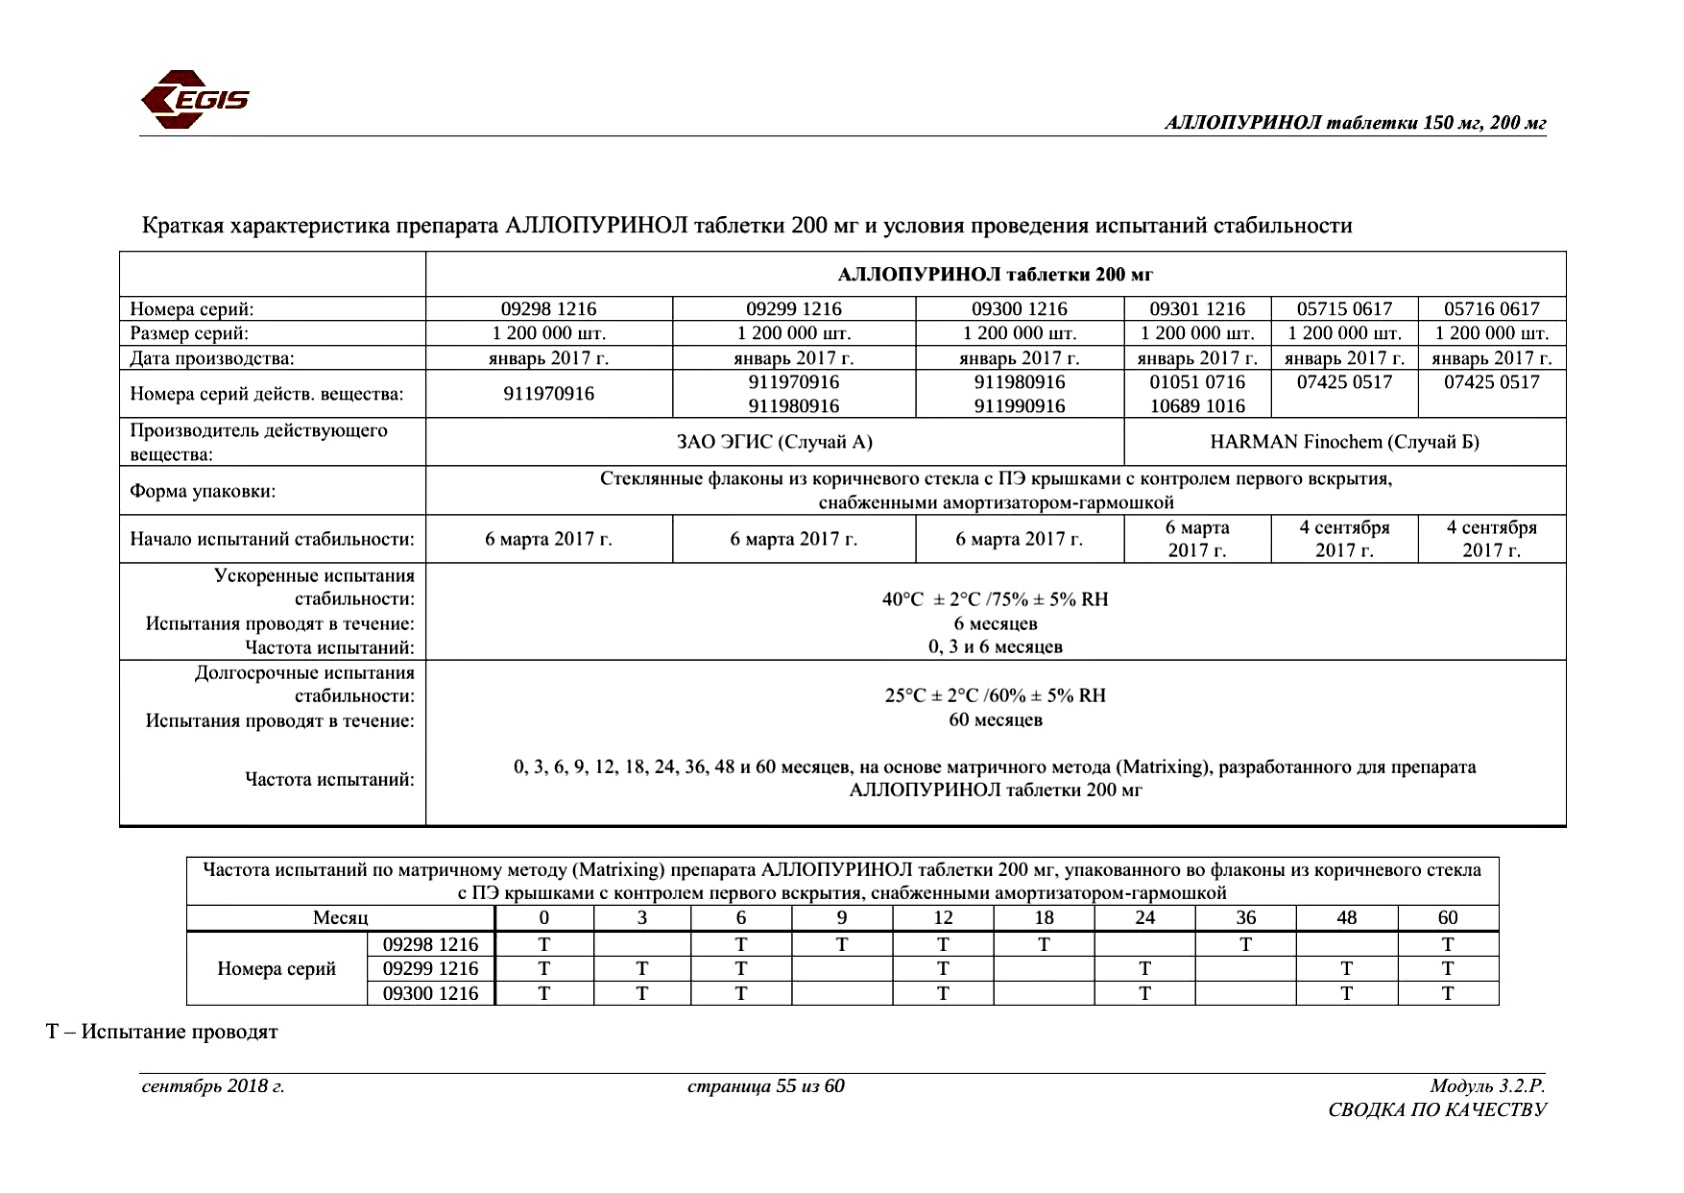 EGIS
АЛЛОПУРИНОЛ таблетки 150 мг, 200 мг
Краткая характеристика препарата АЛЛОПУРИНОЛ таблетки 200 мг и условия проведения испытаний стабильности
АЛЛОПУРИНОЛ таблетки 200 мг
Номера серий: 09298 1216 09299 1216 09300 1216 09301 1216 05715 0617 05716 0617
Размер серий: 1 200 000 шт. 1 200 000 шт. 1 200 000 шт. 1 200 000 шт. 1 200 000 шт. 1 200 000 шт.
Дата производства: январь 2017 г. январь 2017 г. январь 2017 г. январь 2017 г. январь 2017 г. январь 2017 г.
Номера серий действ. вещества: 911970916
911970916
911980916
911980916
911990916
01051 0716
10689 1016
07425 0517
07425 0517
Производитель действующего
вещества:
ЗАО ЭГИС (Случай А)
HARMAN Finochem (Случай Б)
Форма упаковки:
Стеклянные флаконы из коричневого стекла с ПЭ крышками с контролем первого вскрытия,
снабженными амортизатором-гармошкой
Начало испытаний стабильности: 6 марта 2017 г. 6 марта 2017 г. 6 марта 2017 г.
6 марта
2017 г.
4 сентября
2017 г.
4 сентября
2017 г.
Ускоренные испытания
стабильности: 40°C ± 2°C /75% ± 5% RH
Испытания проводят в течение: 6 месяцев
Частота испытаний: 0, 3 и 6 месяцев
Долгосрочные испытания
стабильности: 25°C ± 2°C /60% ± 5% RH
Испытания проводят в течение: 60 месяцев
Частота испытаний:
0, 3, 6, 9, 12, 18, 24, 36, 48 и 60 месяцев, на основе матричного метода (Matrixing), разработанного для препарата
АЛЛОПУРИНОЛ таблетки 200 мг
Частота испытаний по матричному методу (Matrixing) препарата АЛЛОПУРИНОЛ таблетки 200 мг, упакованного во флаконы из коричневого стекла
с ПЭ крышками с контролем первого вскрытия, снабженными амортизатором-гармошкой
Месяц 0 3 6 9 12 18 24 36 48 60
Номера серий
09298 1216 Т Т Т Т Т Т Т
09299 1216 Т Т Т Т Т Т Т
09300 1216 Т Т Т Т Т Т Т
Т – Испытание проводят
сентябрь 2018 г. страница 55 из 60 Модуль 3.2.Р.
СВОДКА ПО КАЧЕСТВУ